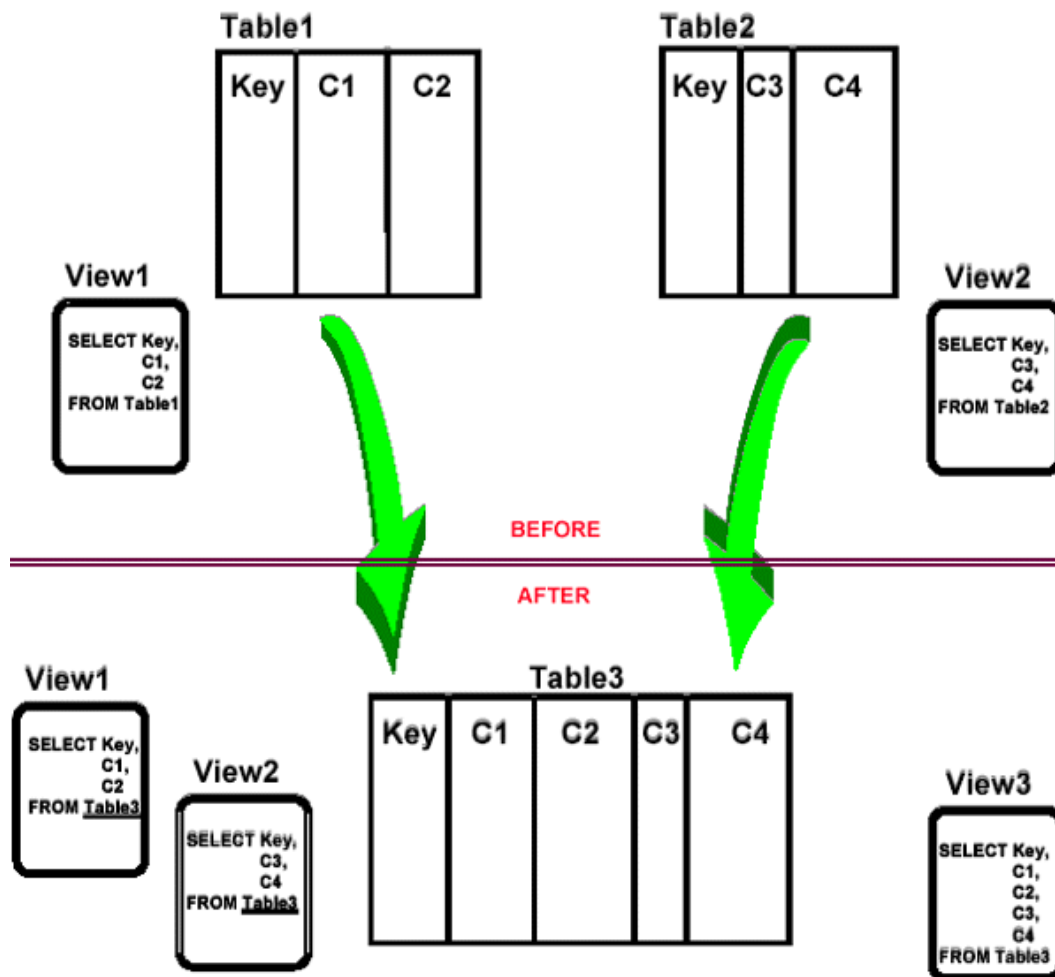 Table1
Key C1 C2
Table2
Key C3 C4
View1
SELECT Key,
C1,
C2
FROM Table1
View2
SELECT Key,
C3,
C4
FROM Table2
BEFORE
AFTER
View1
SELECT Key,
C1,
C2
FROM Table3
View2
SELECT Key,
C3,
C4
FROM Table3
Table3
Key C1 C2 C3 C4
View3
SELECT Key,
C1,
C2,
C3,
C4
FROM Table3